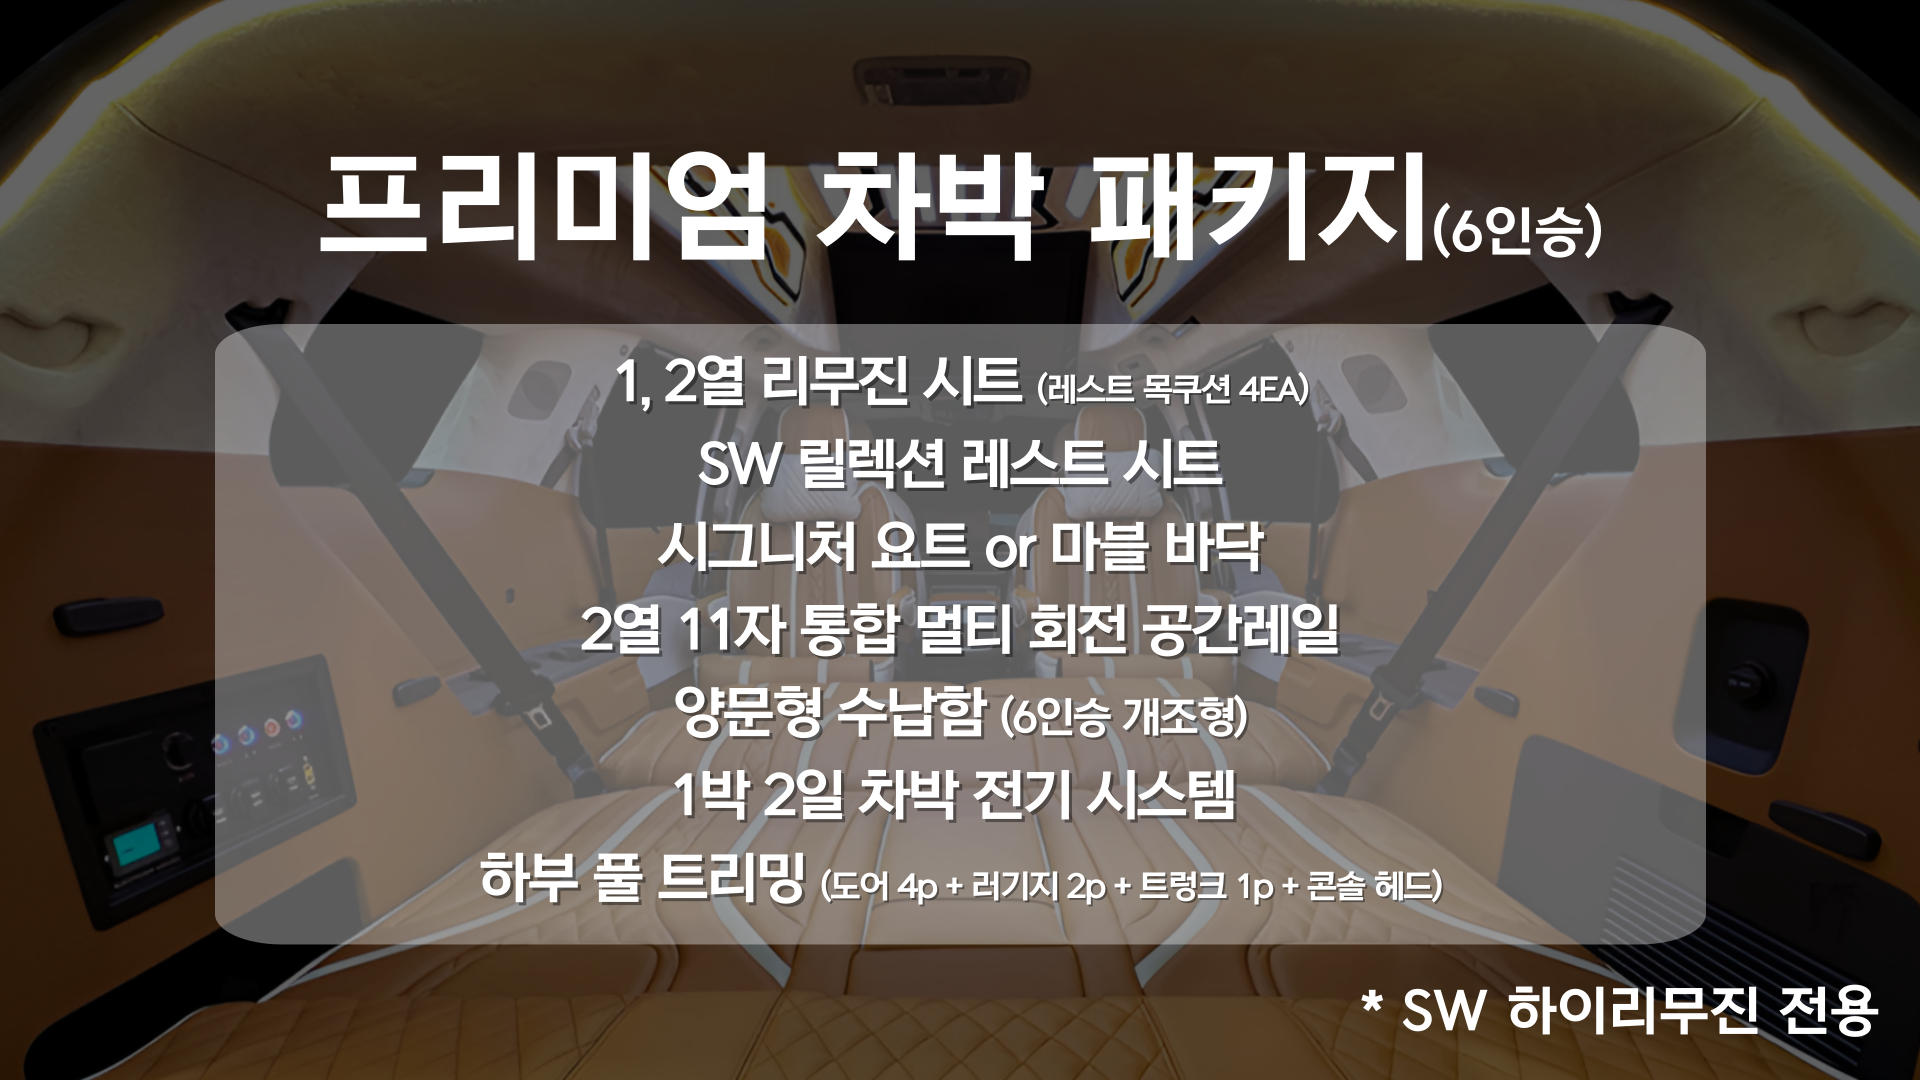 프리미엄 차박 패키지(6인승)
1, 2열 리무진 시트 (레스트 목쿠션 4EA)
SW 릴렉션 레스트 시트
시그니처 요트 or 마블 바닥
2열 11자 통합 멀티 회전 공간레일
양문형 수납함 (6인승 개조형)
1박 2일 차박 전기 시스템
하부 풀 트리밍 (도어 4p + 러기지 2p + 트렁크 1p + 콘솔 헤드)
* SW 하이리무진 전용